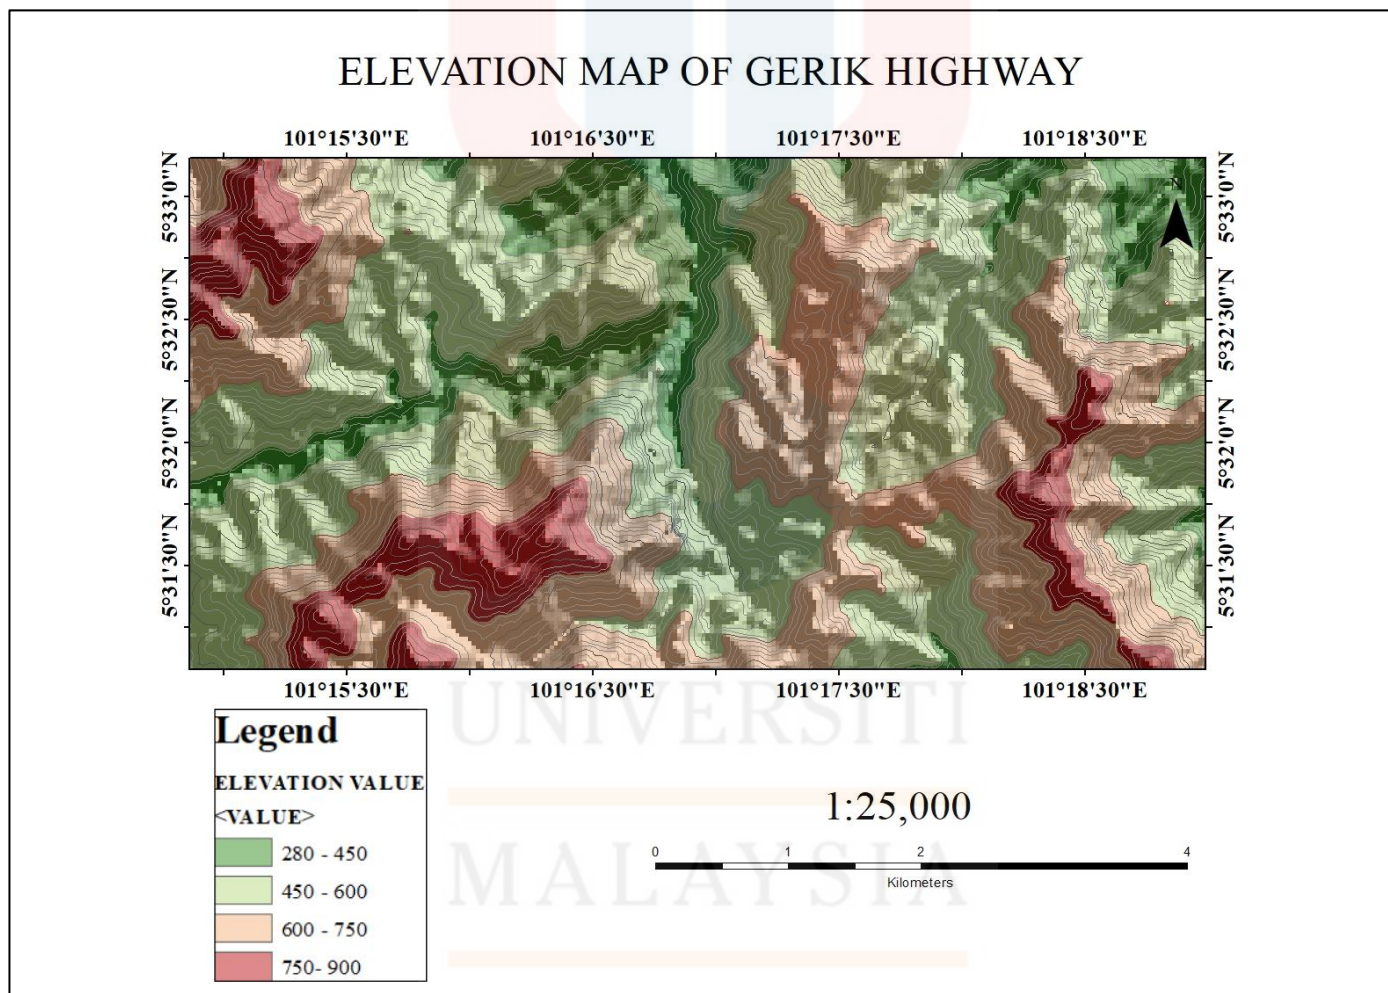 ELEVATION MAP OF GERIK HIGHWAY
101°15'30"E 101°16'30"E 101°17'30"E 101°18'30"E
5°33'0"N 5°33'0"N
N
5°32'30"N 5°32'30"N
5°32'0"N 5°32'0"N
5°31'30"N 5°31'30"N
101°15'30"E 101°16'30"E 101°17'30"E 101°18'30"E
UNIVERSITI
Legend
ELEVATION VALUE
<VALUE>
280 - 450
450 - 600
600 - 750
750- 900
1:25,000
0 1 2 4
Kilometers
MALAYSIA